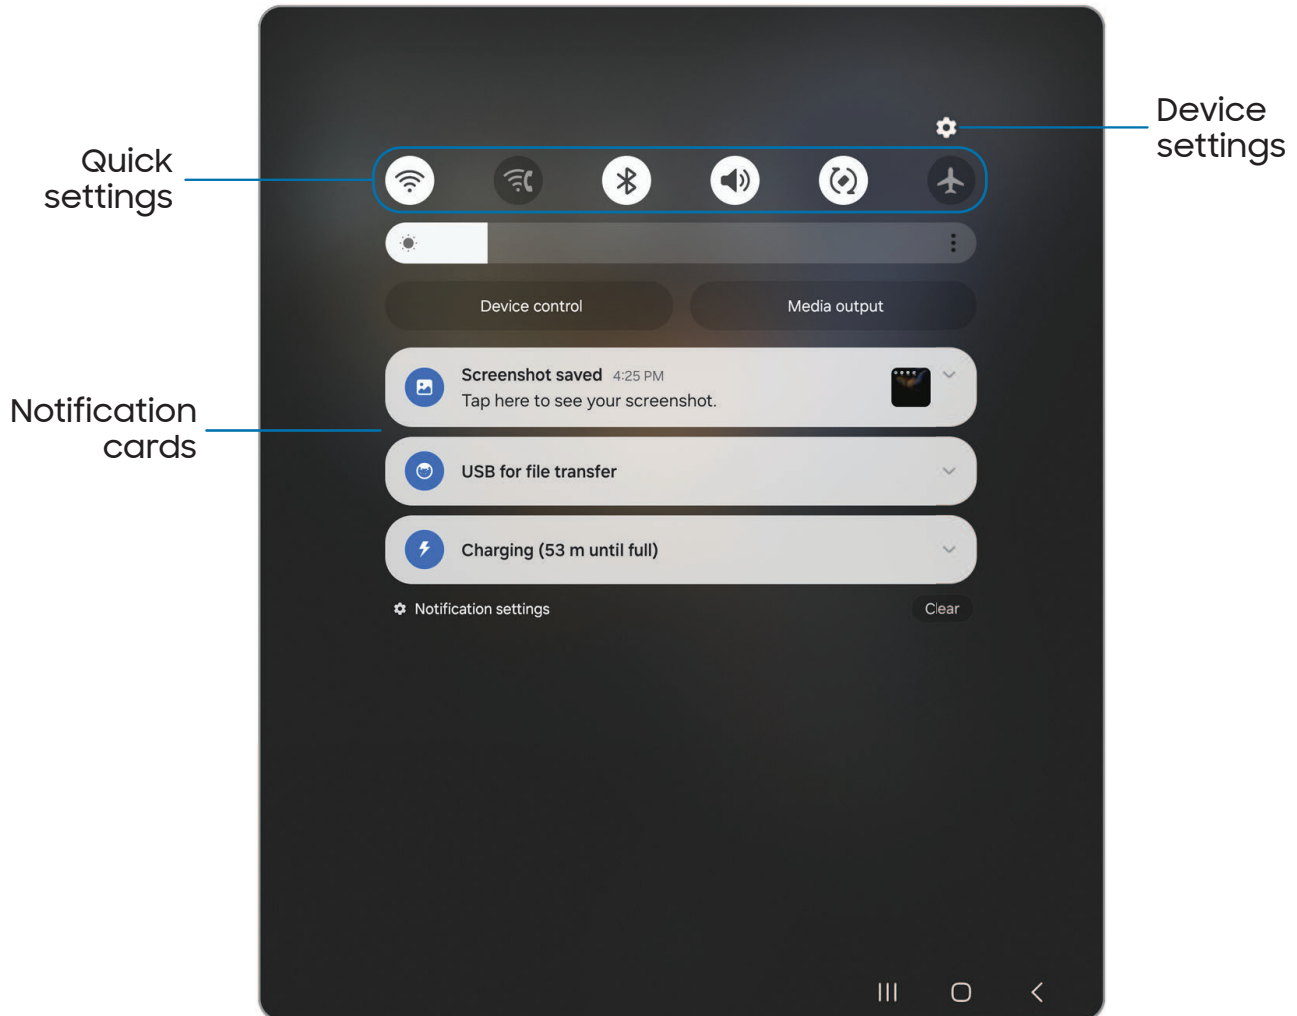 Device
settings
Quick
settings
Device control
Media output
Screenshot saved 4:25 PM
Tap here to see your screenshot.
Notification
cards
USB for file transfer
Charging (53 m until full)
Notification settings
Clear